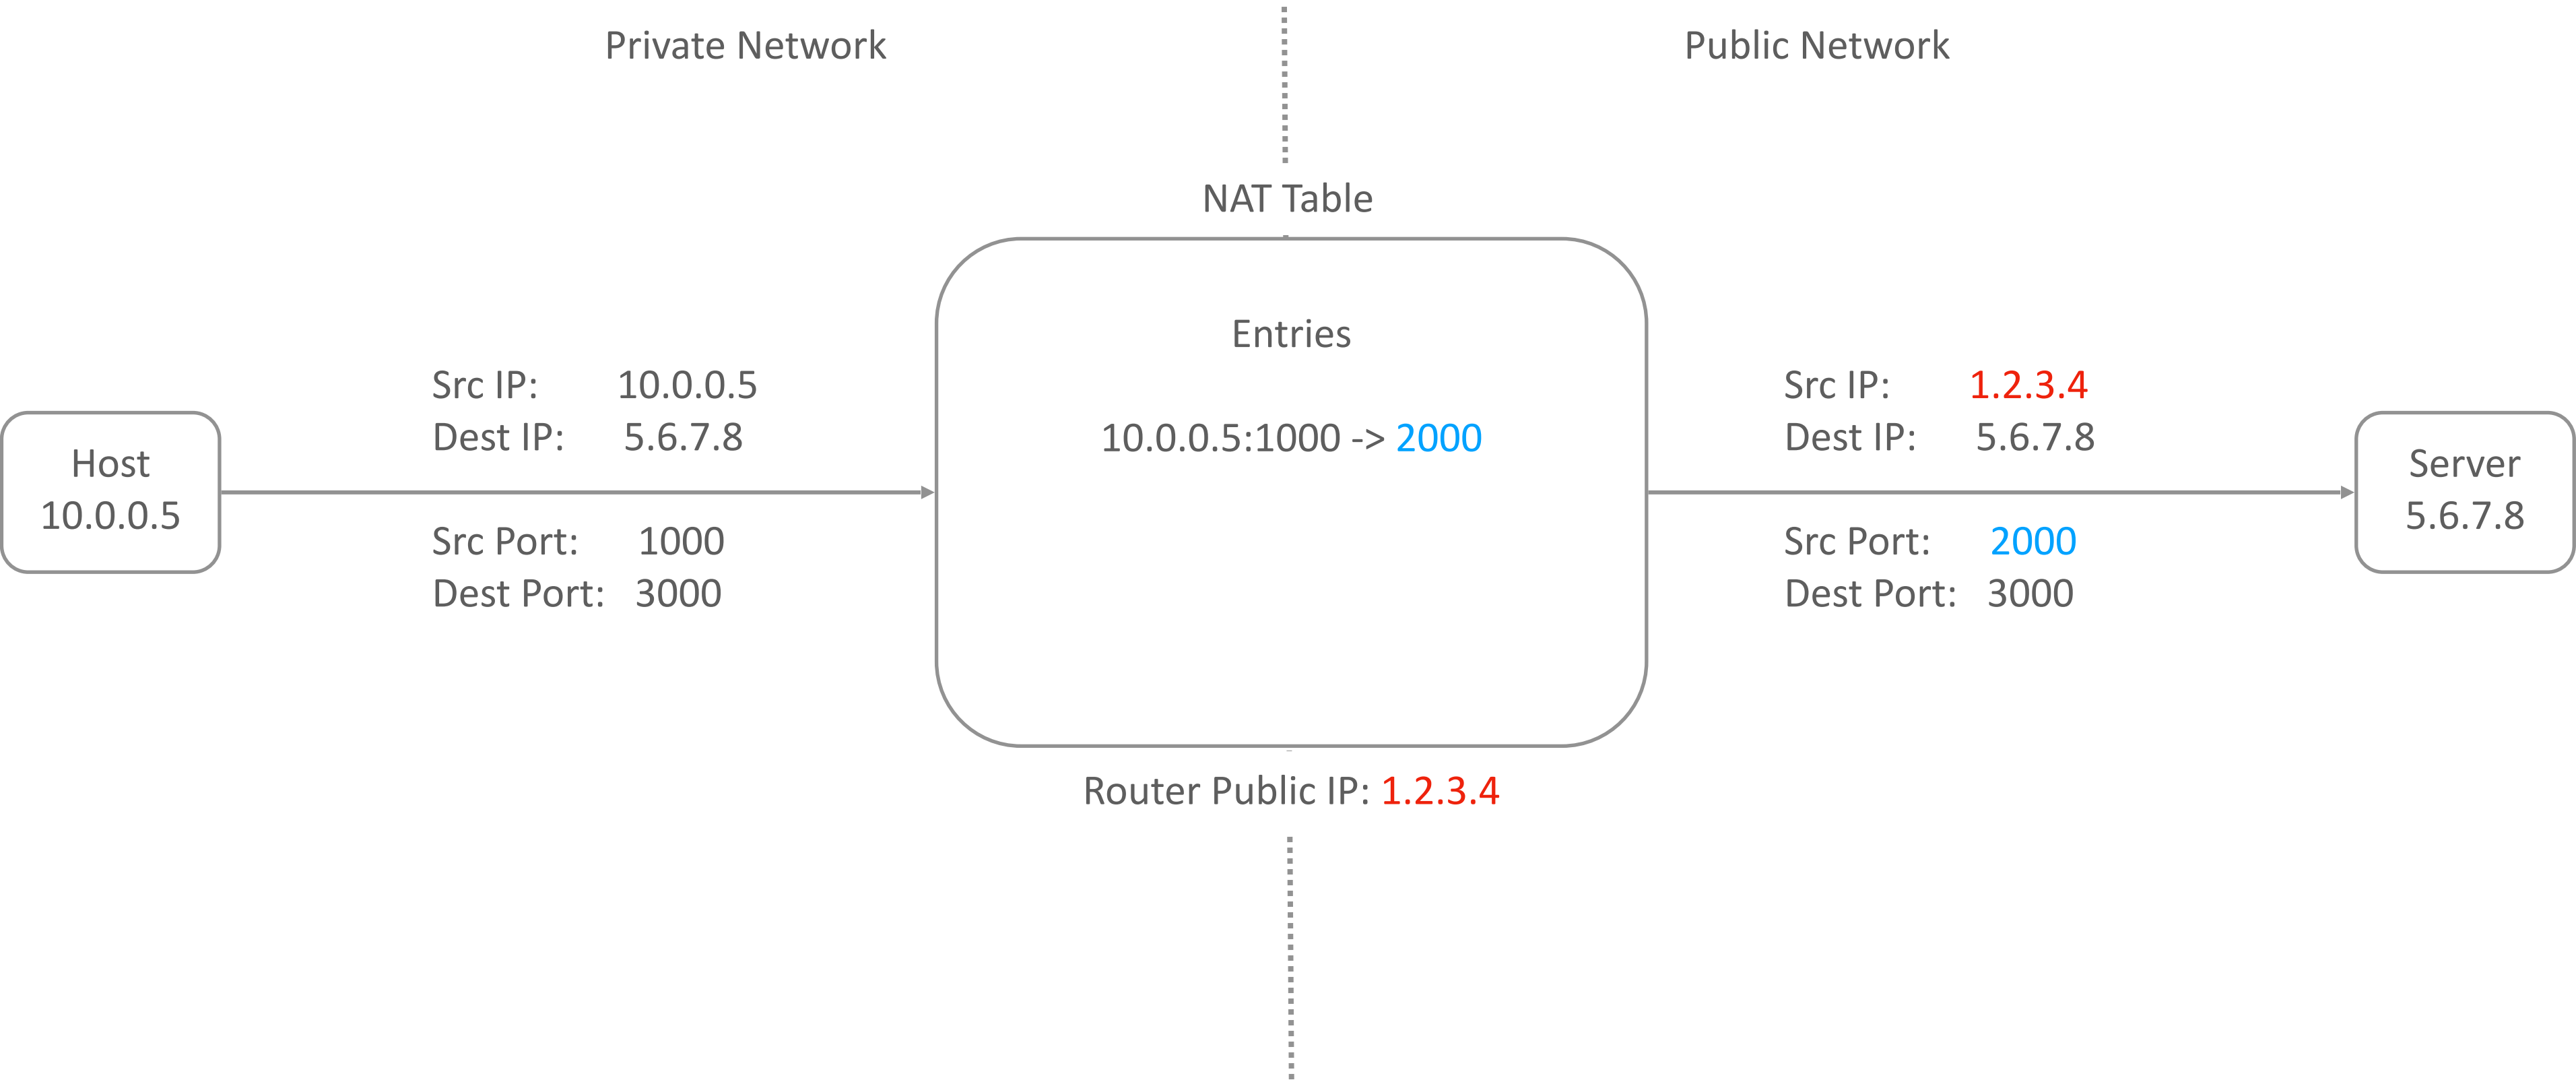 Private Network
Public Network
NAT Table
Entries
10.0.0.5:1000 -> 2000
Router Public IP: 1.2.3.4
Host
10.0.0.5
Src IP: 10.0.0.5
Dest IP: 5.6.7.8
Src Port: 1000
Dest Port: 3000
Src IP: 1.2.3.4
Dest IP: 5.6.7.8
Src Port: 2000
Dest Port: 3000
Server
5.6.7.8